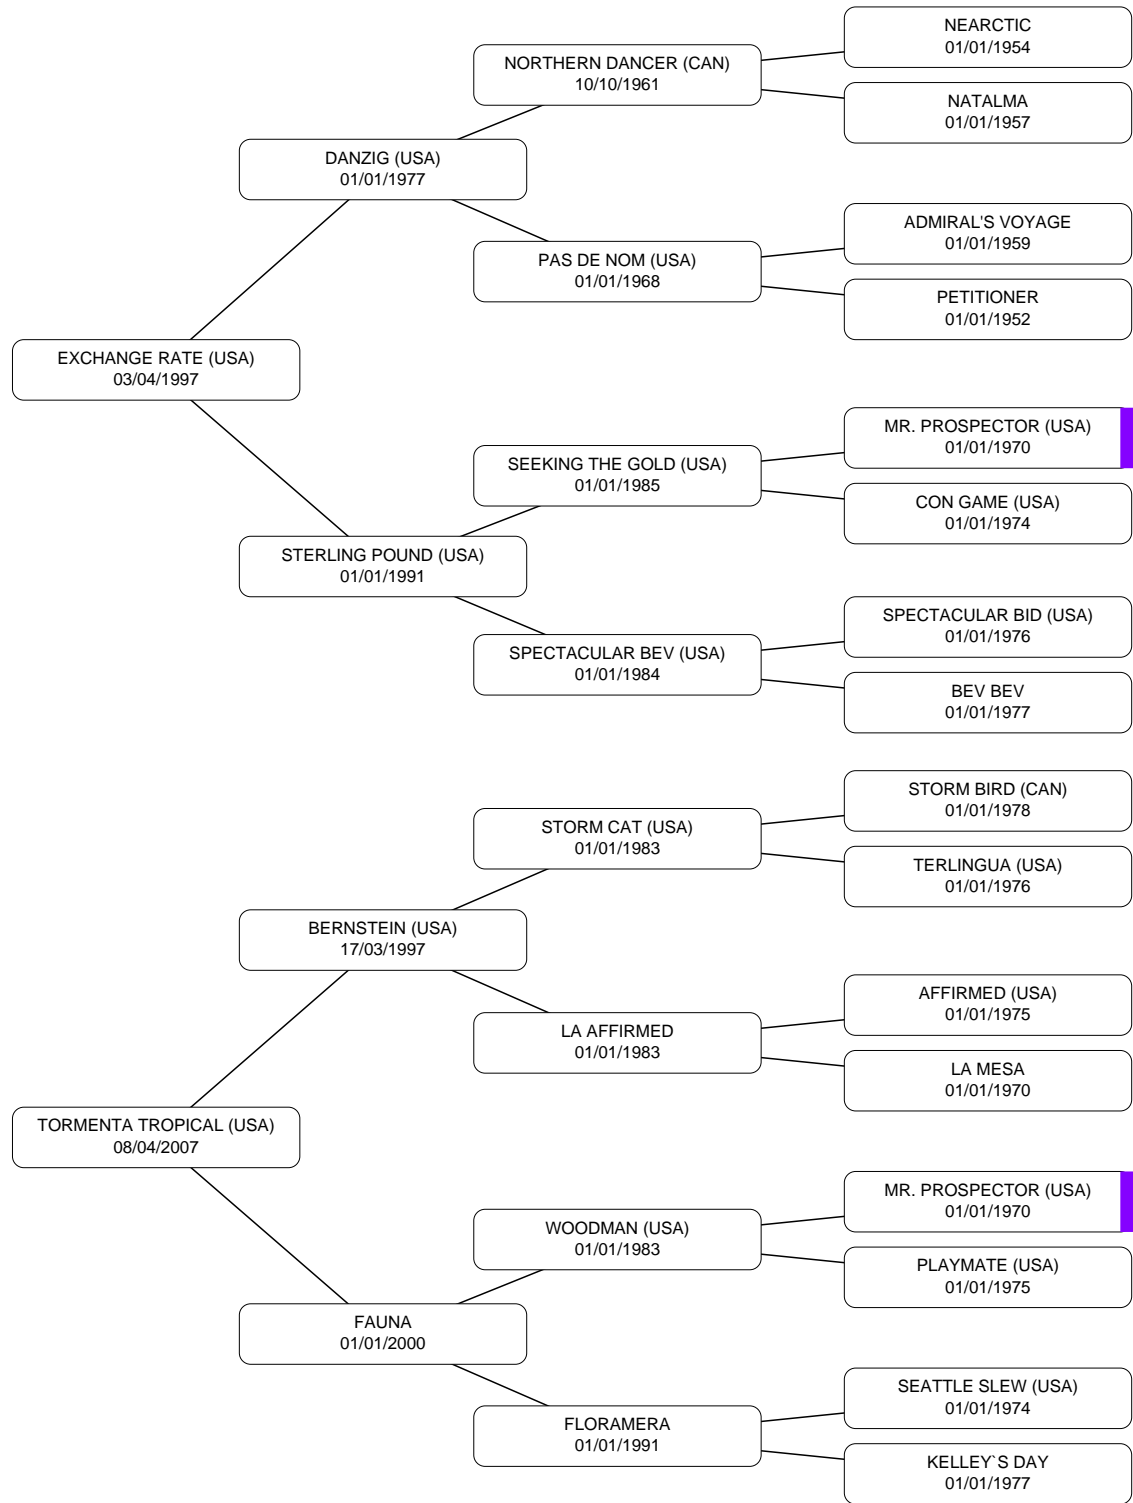 NEARCTIC
01/01/1954
NORTHERN DANCER (CAN)
10/10/1961
NATALMA
01/01/1957
DANZIG (USA)
01/01/1977
ADMIRAL'S VOYAGE
01/01/1959
PAS DE NOM (USA)
01/01/1968
PETITIONER
01/01/1952
EXCHANGE RATE (USA)
03/04/1997
MR. PROSPECTOR (USA)
01/01/1970
SEEKING THE GOLD (USA)
01/01/1985
CON GAME (USA)
01/01/1974
STERLING POUND (USA)
01/01/1991
SPECTACULAR BID (USA)
01/01/1976
SPECTACULAR BEV (USA)
01/01/1984
BEV BEV
01/01/1977
STORM BIRD (CAN)
01/01/1978
STORM CAT (USA)
01/01/1983
TERLINGUA (USA)
01/01/1976
BERNSTEIN (USA)
17/03/1997
AFFIRMED (USA)
01/01/1975
LA AFFIRMED
01/01/1983
LA MESA
01/01/1970
TORMENTA TROPICAL (USA)
08/04/2007
MR. PROSPECTOR (USA)
01/01/1970
WOODMAN (USA)
01/01/1983
PLAYMATE (USA)
01/01/1975
FAUNA
01/01/2000
SEATTLE SLEW (USA)
01/01/1974
FLORAMERA
01/01/1991
KELLEY`S DAY
01/01/1977